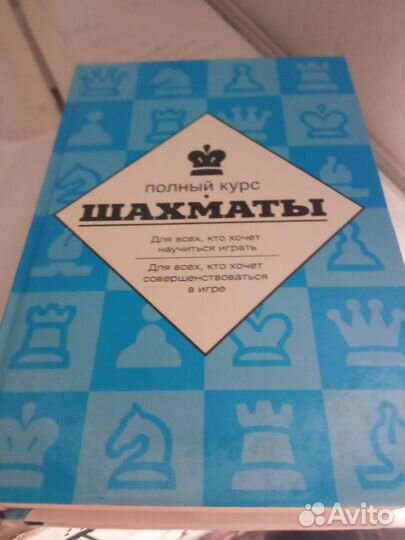 ПОЛНЫЙ КУРС
ШАХМАТЫ
Для всех, кто хочет
научиться играть
Для всех, кто хочет
совершенствоваться
в игре
Avito